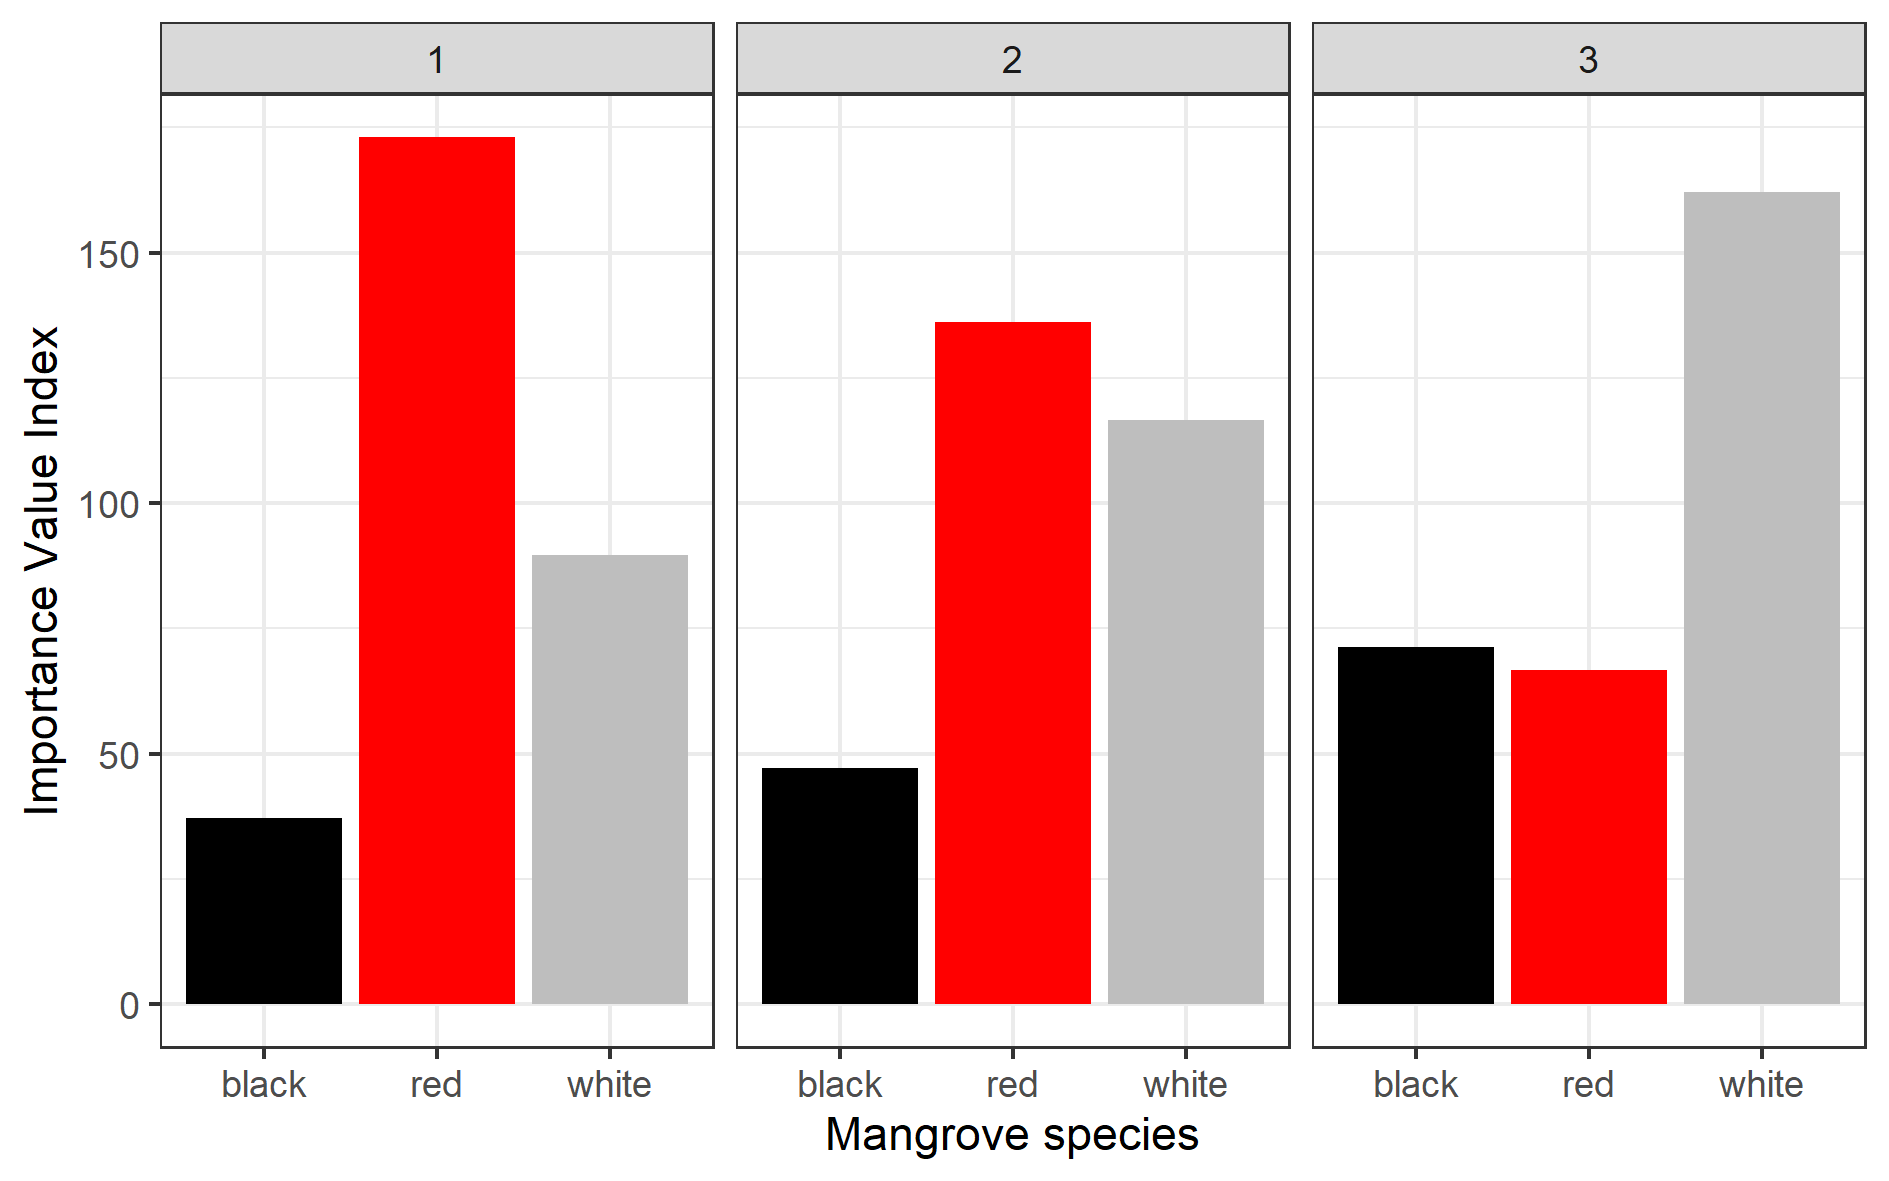 1 2 3
Importance Value Index
150
100
50
0
black red white black red white black red white
Mangrove species